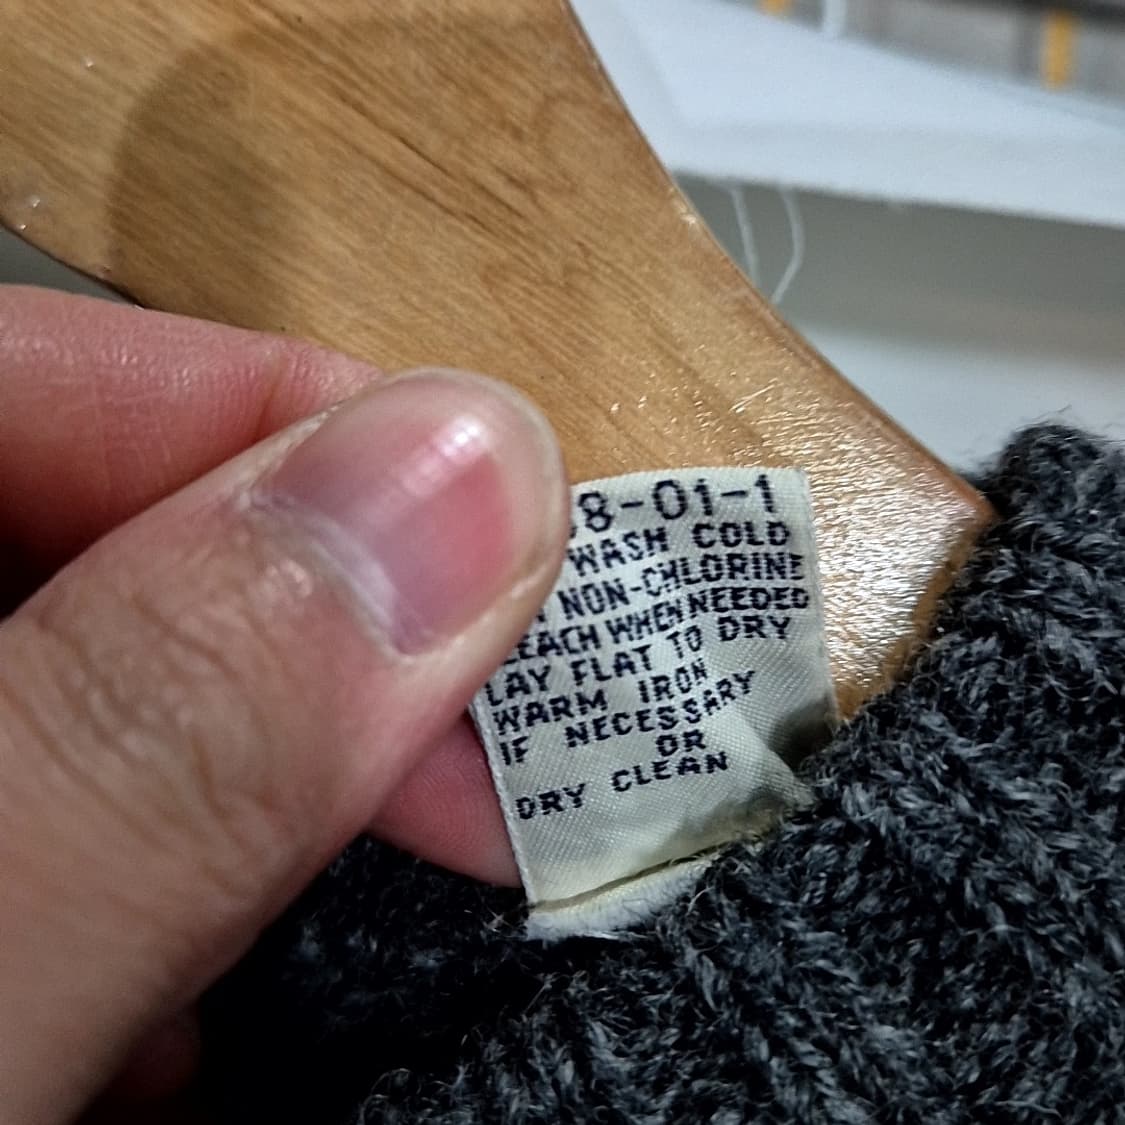 8-01-1
WASH COLD
NON-CHLORINE
LEACH WHEN NEEDED
LAY FLAT TO DRY
WARM IRON
IF NECESSARY
OR
DRY CLEAN